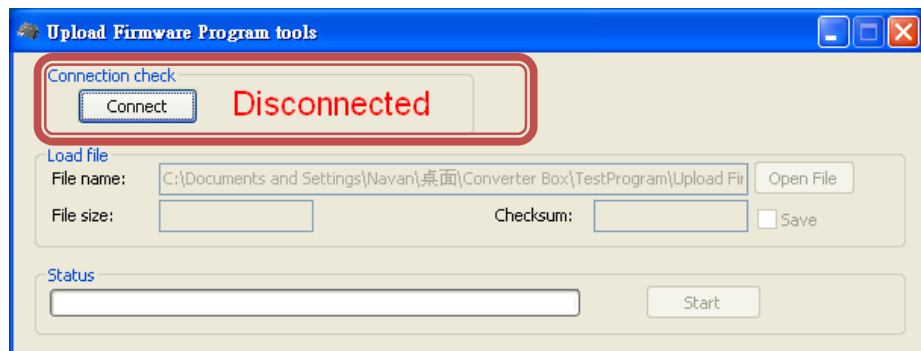 Upload Firmware Program tools
Connection check
Connect Disconnected
Load file
File name: C:\Documents and Settings\Navan\桌面\Converter Box\TestProgram\Upload Fir Open File
File size: Checksum: Save
Status
Start